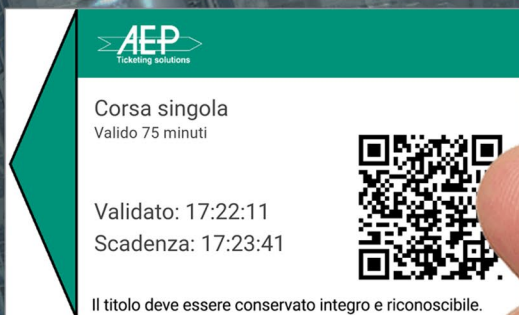 AEP
Ticketing solutions
Corsa singola
Valido 75 minuti
Validato: 17:22:11
Scadenza: 17:23:41
Il titolo deve essere conservato integro e riconoscibile.